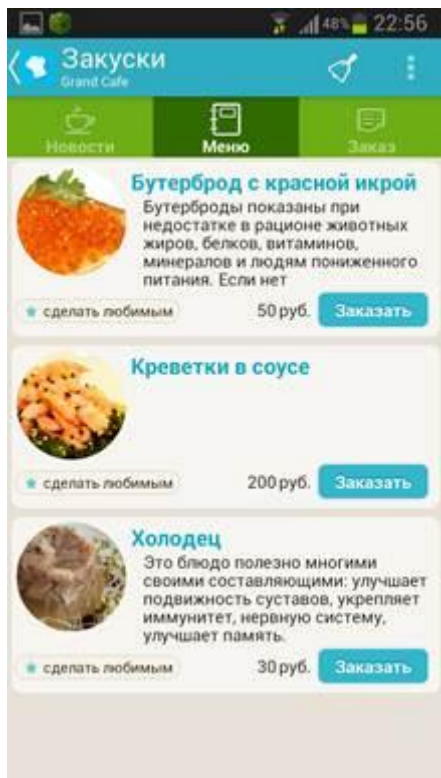 48% 22:56
Закуски
Grand Cafe
Новости Меню Заказ
Бутерброд с красной икрой
Бутерброды показаны при
недостатке в рационе животных
жиров, белков, витаминов,
минералов и людям пониженного
питания. Если нет
сделать любимым 50 руб. Заказать
Креветки в соусе
сделать любимым 200 руб. Заказать
Холодец
Это блюдо полезно многими
своими составляющими: улучшает
подвижность суставов, укрепляет
иммунитет, нервную систему,
улучшает память.
сделать любимым 30 руб. Заказать